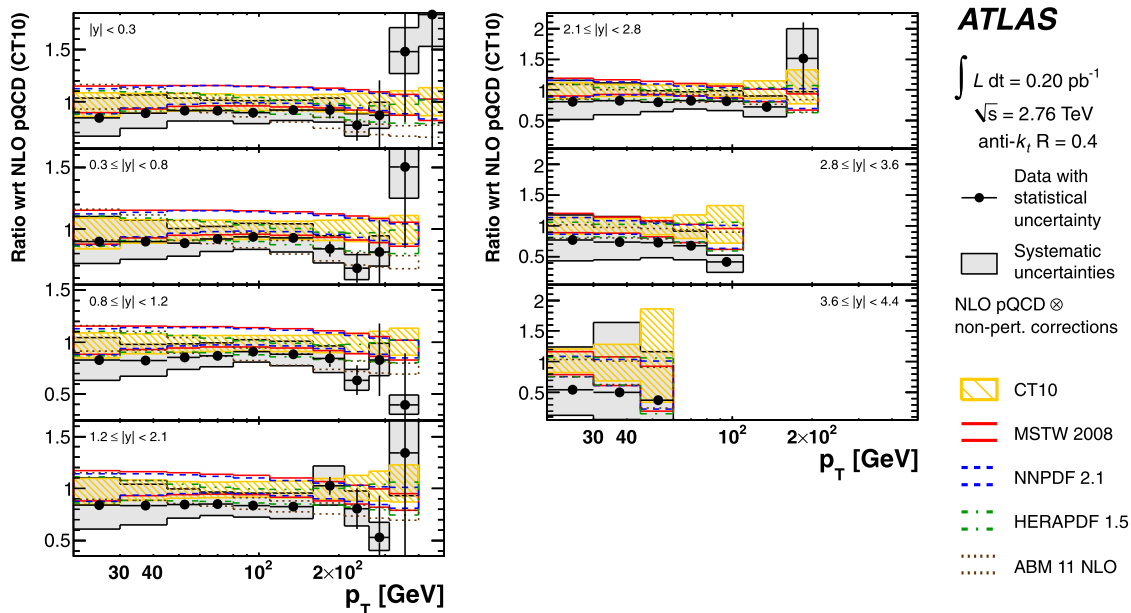 Ratio wrt NLO pQCD (CT10)
|y| < 0.3
1.5
1
0.3 ≤ |y| < 0.8
1.5
1
0.8 ≤ |y| < 1.2
1.5
1
0.5
1.2 ≤ |y| < 2.1
1.5
1
0.5
30 40 10² 2×10²
p_T [GeV]
Ratio wrt NLO pQCD (CT10)
2.1 ≤ |y| < 2.8
2
1.5
1
0.5
2.8 ≤ |y| < 3.6
2
1.5
1
0.5
3.6 ≤ |y| < 4.4
2
1.5
1
0.5
30 40 10² 2×10²
p_T [GeV]
ATLAS
∫ L dt = 0.20 pb⁻¹
√s = 2.76 TeV
anti-k_t R = 0.4
Data with
statistical
uncertainty
Systematic
uncertainties
NLO pQCD ⊗
non-pert. corrections
CT10
MSTW 2008
NNPDF 2.1
HERAPDF 1.5
ABM 11 NLO